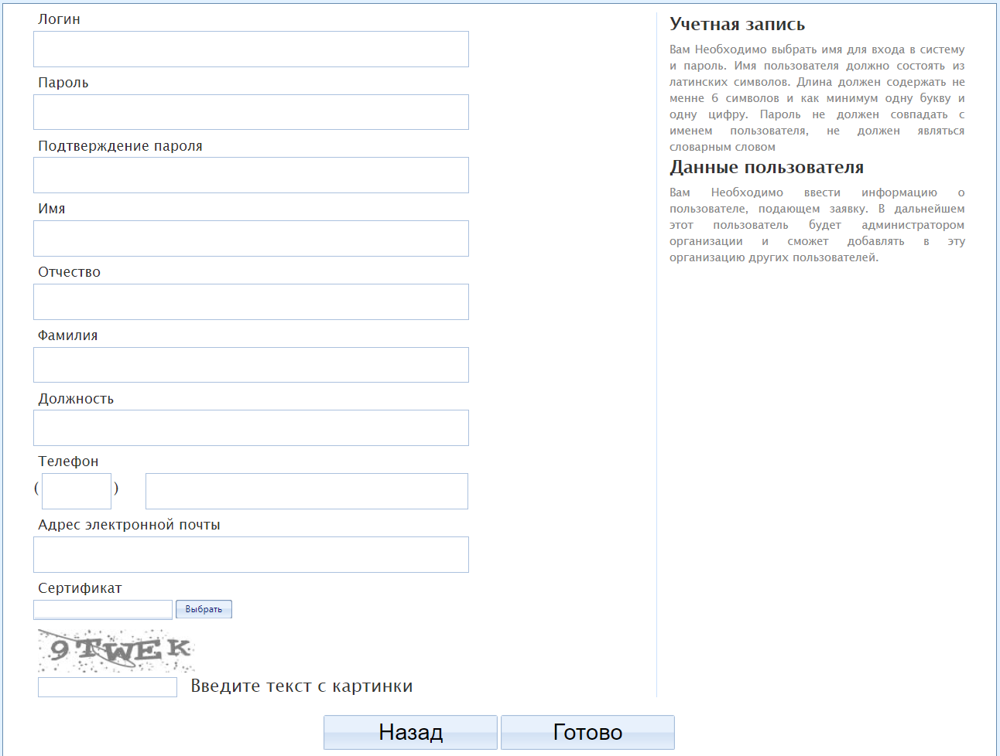 Логин
Пароль
Подтверждение пароля
Имя
Отчество
Фамилия
Должность
Телефон
( )
Адрес электронной почты
Сертификат
Выбрать
9TWEK
Введите текст с картинки
Учетная запись
Вам Необходимо выбрать имя для входа в систему
и пароль. Имя пользователя должно состоять из
латинских символов. Длина должен содержать не
менне 6 символов и как минимум одну букву и
одну цифру. Пароль не должен совпадать с
именем пользователя, не должен являться
словарным словом
Данные пользователя
Вам Необходимо ввести информацию о
пользователе, подающем заявку. В дальнейшем
этот пользователь будет администратором
организации и сможет добавлять в эту
организацию других пользователей.
Назад
Готово